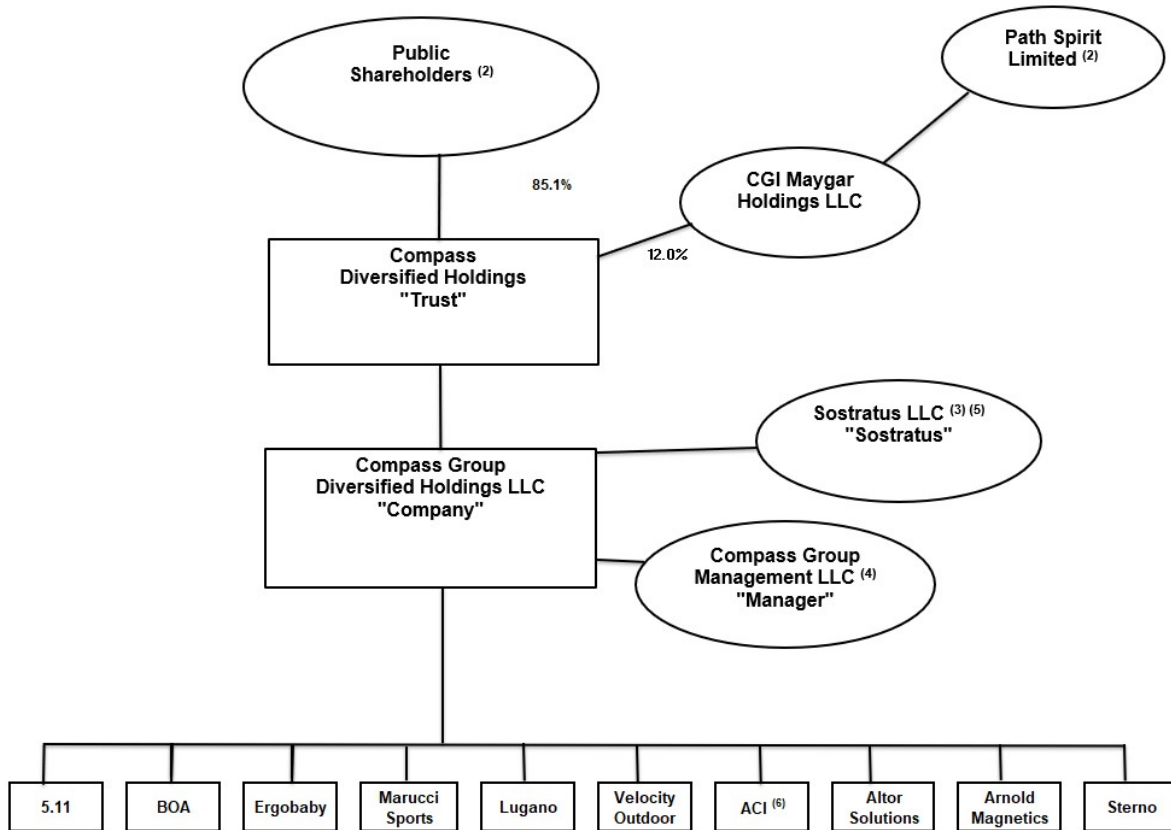 Public
Shareholders (2)
Path Spirit
Limited (2)
85.1%
CGI Maygar
Holdings LLC
12.0%
Compass
Diversified Holdings
"Trust"
Sostratus LLC (3) (5)
"Sostratus"
Compass Group
Diversified Holdings LLC
"Company"
Compass Group
Management LLC (4)
"Manager"
5.11
BOA
Ergobaby
Marucci
Sports
Lugano
Velocity
Outdoor
ACI (6)
Altor
Solutions
Arnold
Magnetics
Sterno